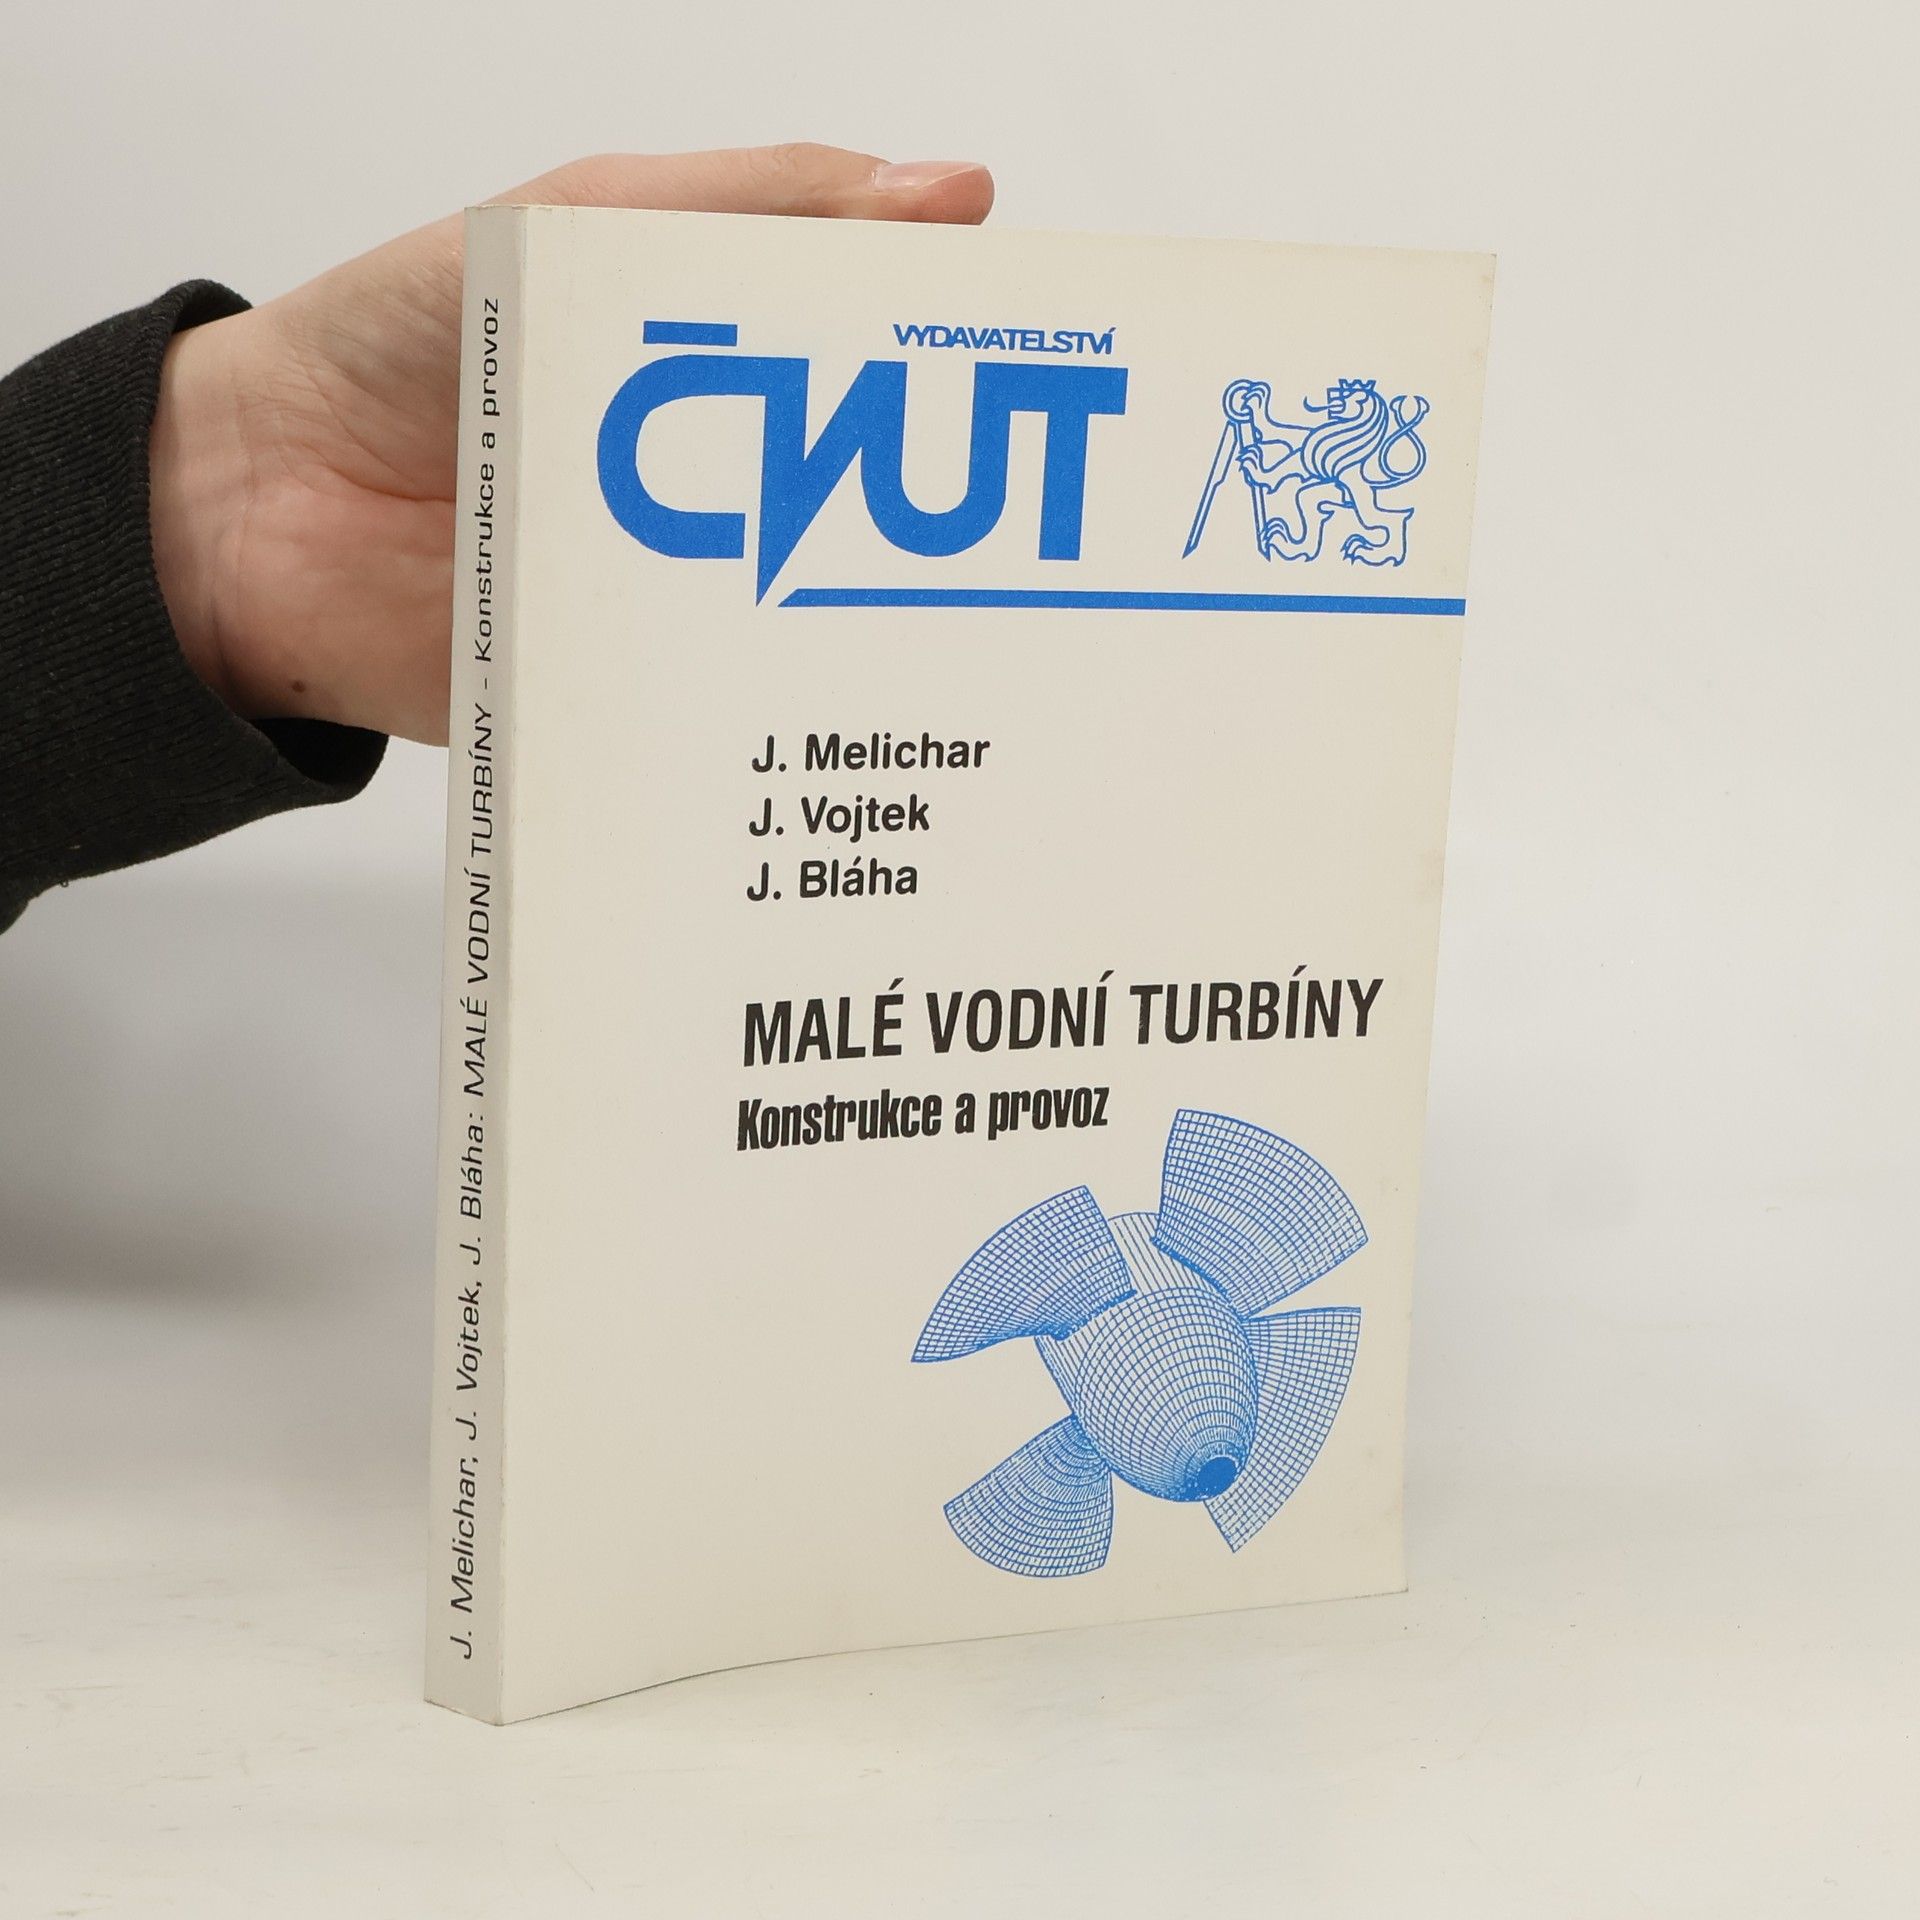 VYDAVATELSTVÍ
ČVUT
J. Melichar
J. Vojtek
J. Bláha
MALÉ VODNÍ TURBÍNY
Konstrukce a provoz
J. Melichar, J. Vojtek, J. Bláha: MALÉ VODNÍ TURBÍNY - Konstrukce a provoz